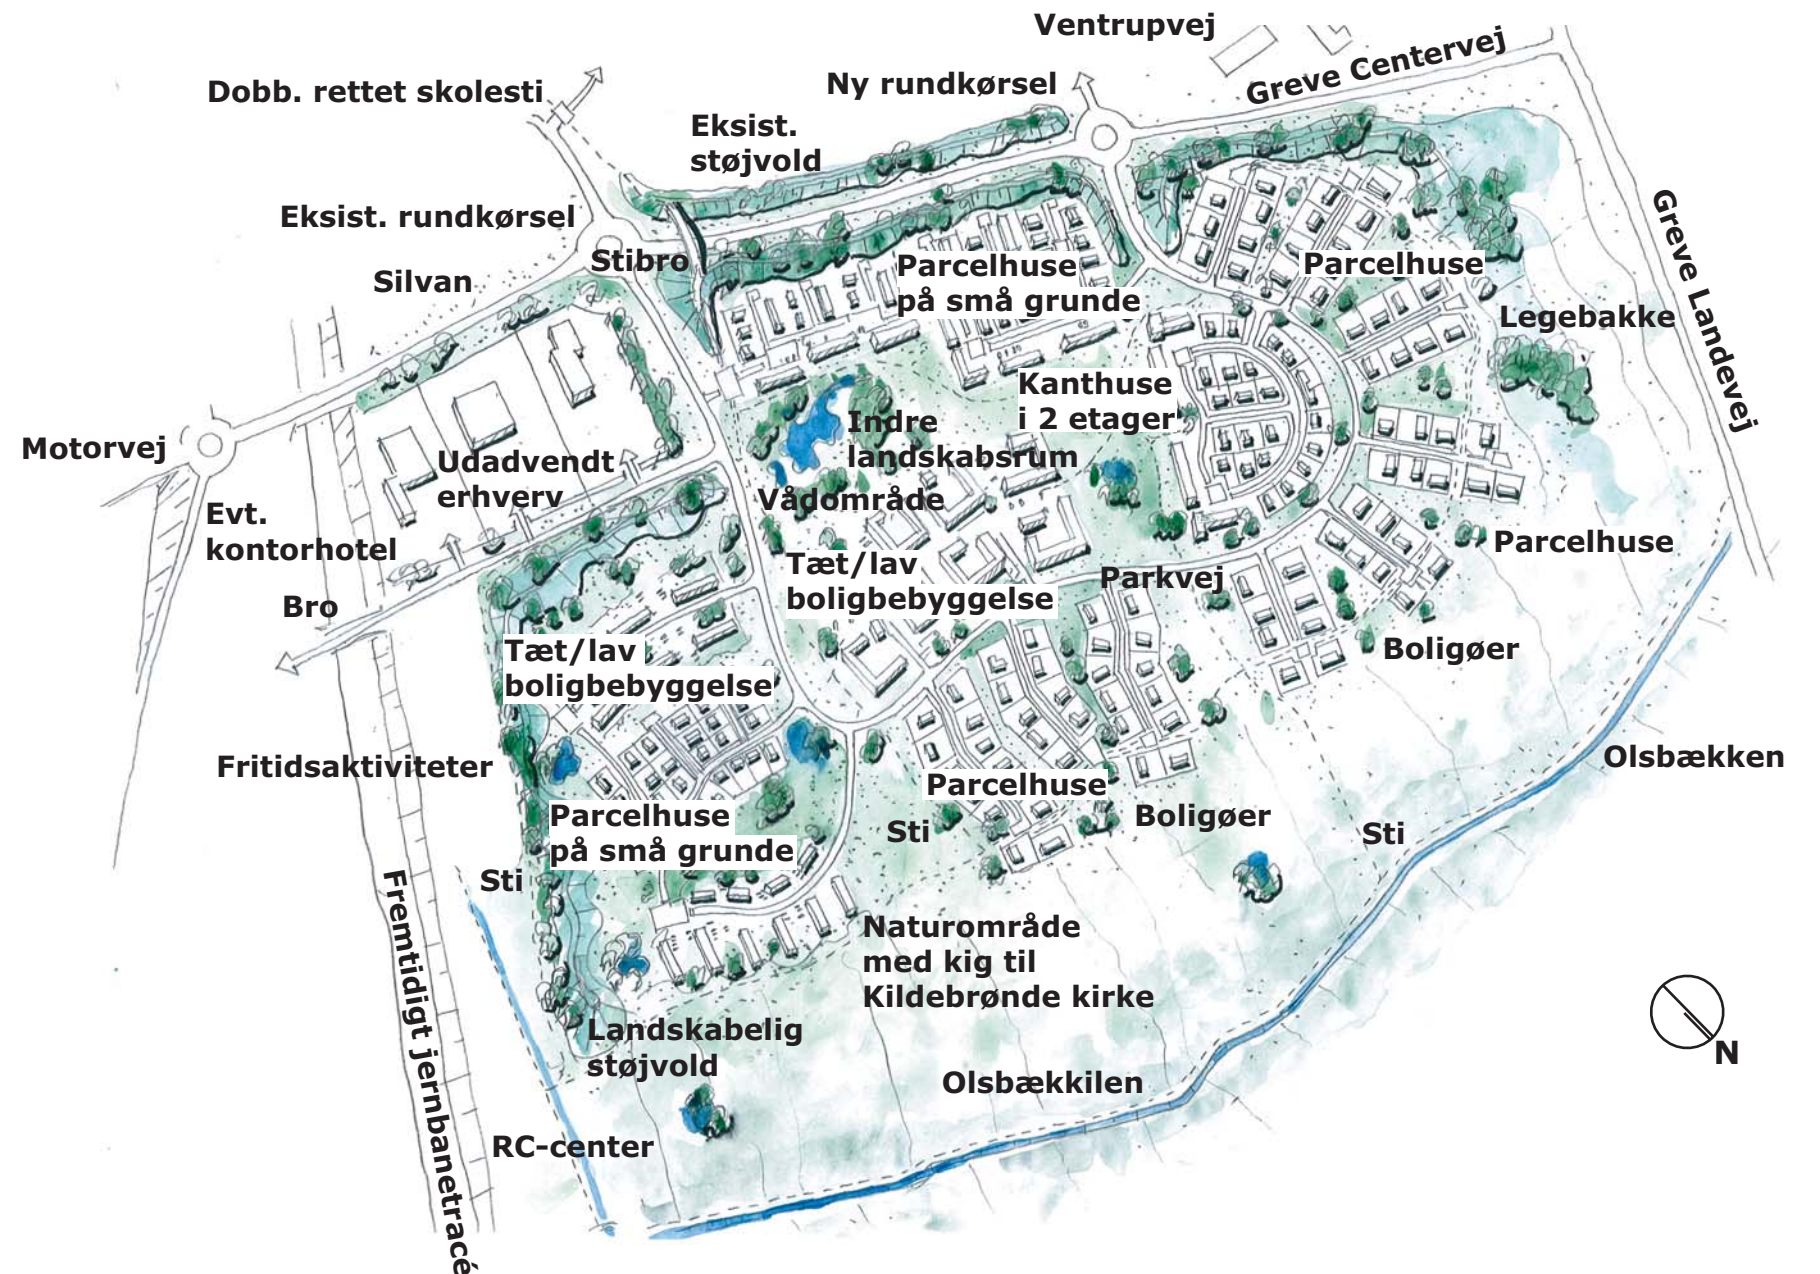 Ventrupvej
Dobb. rettet skolesti
Ny rundkørsel
Greve Centervej
Eksist.
støjvold
Eksist. rundkørsel
Stibro
Silvan
Parcelhuse
på små grunde
Parcelhuse
Greve Landevej
Legebakke
Kanthuse
i 2 etager
Indre
landskabsrum
Motorvej
Udadvendt
erhverv
Vådområde
Evt.
kontorhotel
Parcelhuse
Tæt/lav
boligbebyggelse
Parkvej
Bro
Tæt/lav
boligbebyggelse
Boligøer
Fritidsaktiviteter
Olsbækken
Parcelhuse
Parcelhuse
på små grunde
Boligøer
Sti
Sti
Sti
Fremtidigt jernbanetracé
Naturområde
med kig til
Kildebrønde kirke
Landskabelig
støjvold
N
Olsbækkilen
RC-center